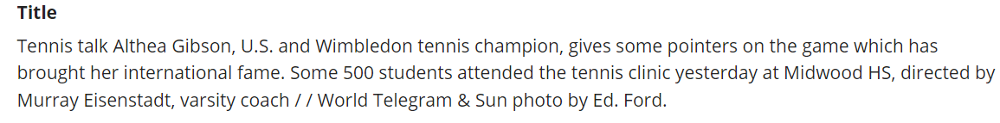 Title
Tennis talk Althea Gibson, U.S. and Wimbledon tennis champion, gives some pointers on the game which has
brought her international fame. Some 500 students attended the tennis clinic yesterday at Midwood HS, directed by
Murray Eisenstadt, varsity coach / / World Telegram & Sun photo by Ed. Ford.